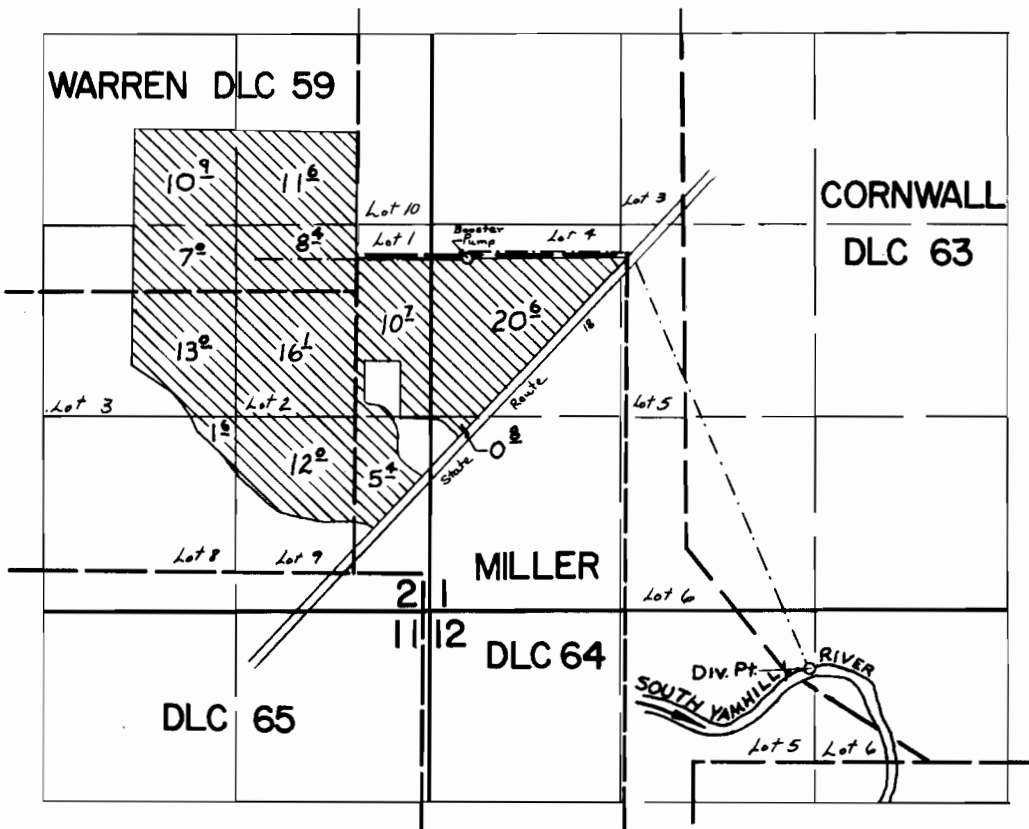 WARREN DLC 59
CORNWALL
DLC 63
10 9
11 6
Lot 10
Lot 3
7 0
8 4
Lot 1
Booster
Pump
Lot 4
10 7
20 6
18
13 0
16 1
Lot 3
Lot 2
State Route
Lot 5
1 6
12 0
5 4
0 8
Lot 8
Lot 9
MILLER
Lot 6
2 1
11 12
DLC 64
Div. Pt.
SOUTH YAMHILL RIVER
DLC 65
Lot 5
Lot 6